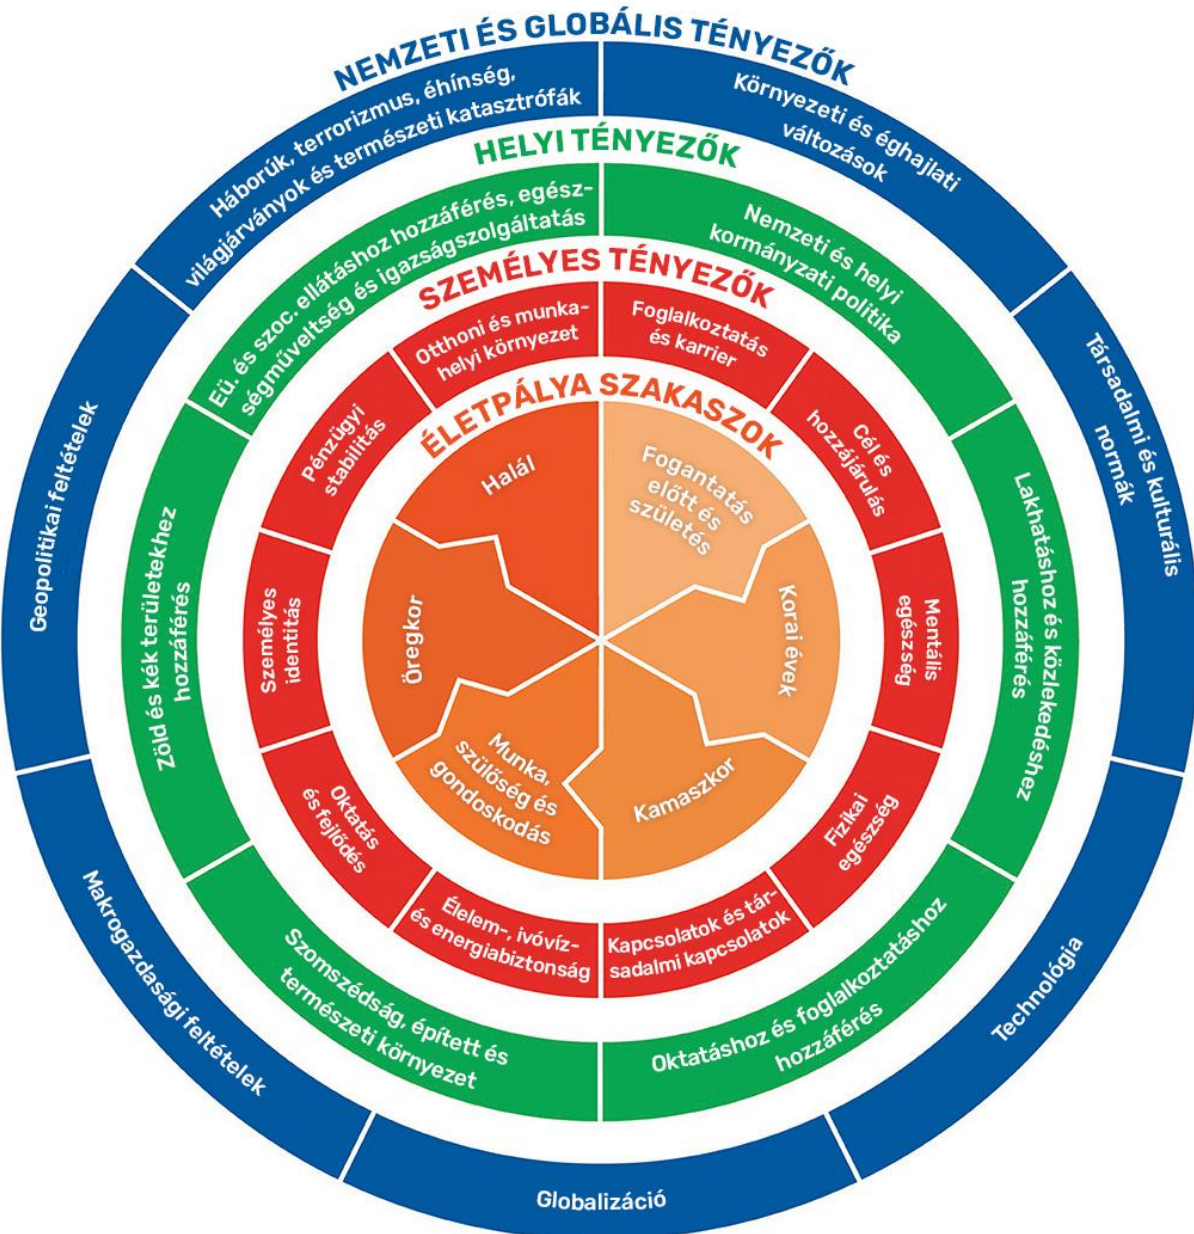 NEMZETI ÉS GLOBÁLIS TÉNYEZŐK
Környezeti és éghajlati
változások
Társadalmi és kulturális
normák
Technológia
Globalizáció
Makrogazdasági feltételek
Geopolitikai feltételek
Háborúk, terrorizmus, éhínség,
világjárványok és természeti katasztrófák
HELYI TÉNYEZŐK
Nemzeti és helyi
kormányzati politika
Lakhatáshoz és közlekedéshez
hozzáférés
Oktatáshoz és foglalkoztatáshoz
hozzáférés
Szomszédság, épített és
természeti környezet
Zöld és kék területekhez
hozzáférés
Eü. és szoc. ellátáshoz hozzáférés, egész-
ségműveltség és igazságszolgáltatás
SZEMÉLYES TÉNYEZŐK
Foglalkoztatás
és karrier
Cél és
hozzájárulás
Mentális
egészség
Fizikai
egészség
Kapcsolatok és tár-
sadalmi kapcsolatok
Élelem-, ivóvíz-
és energiabiztonság
Oktatás
és fejlődés
Személyes
identitás
Pénzügyi
stabilitás
Otthoni és munka-
helyi környezet
ÉLETPÁLYA SZAKASZOK
Fogantatás
előtt és
születés
Korai évek
Kamaszkor
Munka,
szülőség és
gondoskodás
Öregkor
Halál